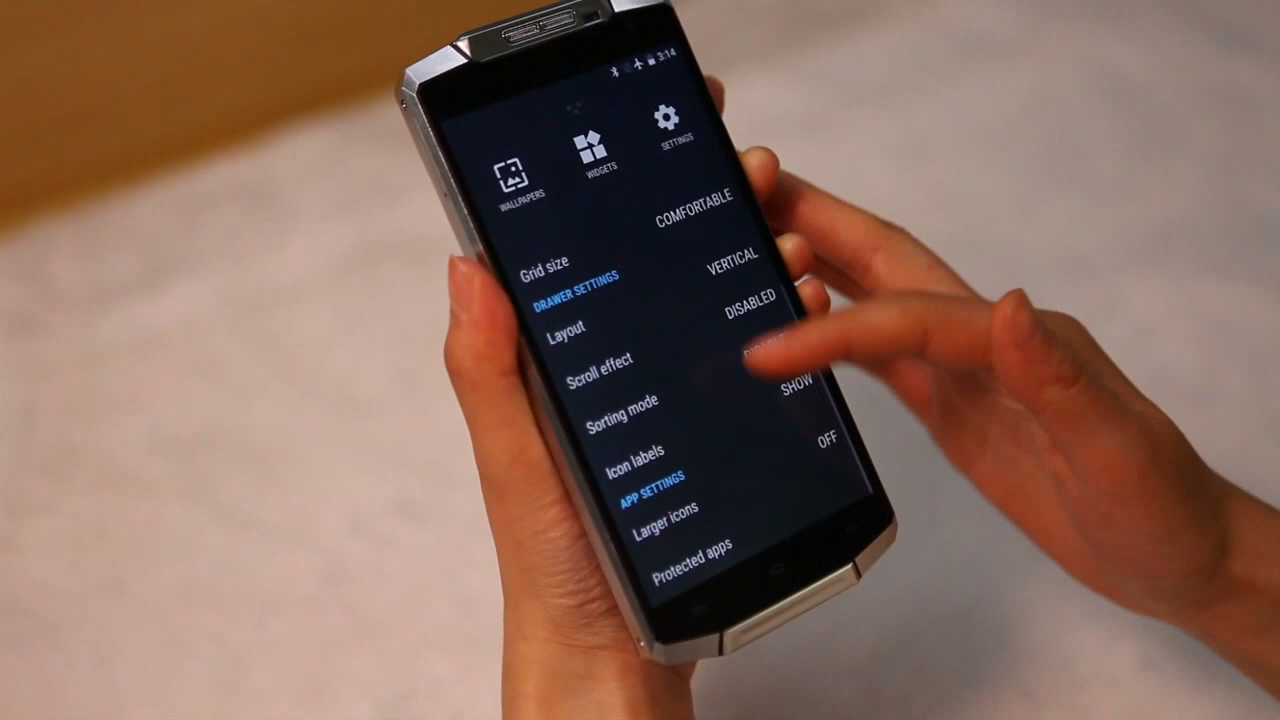 3:14
WALLPAPERS WIDGETS SETTINGS
Grid size COMFORTABLE
DRAWER SETTINGS
Layout VERTICAL
Scroll effect DISABLED
Sorting mode
Icon labels SHOW
APP SETTINGS
Larger icons OFF
Protected apps